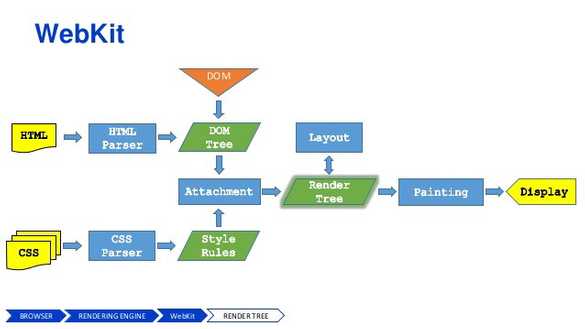 WebKit
DOM
HTML
HTML
Parser
DOM
Tree
Layout
Attachment
Render
Tree
Painting
Display
CSS
CSS
Parser
Style
Rules
BROWSER
RENDERING ENGINE
WebKit
RENDER TREE